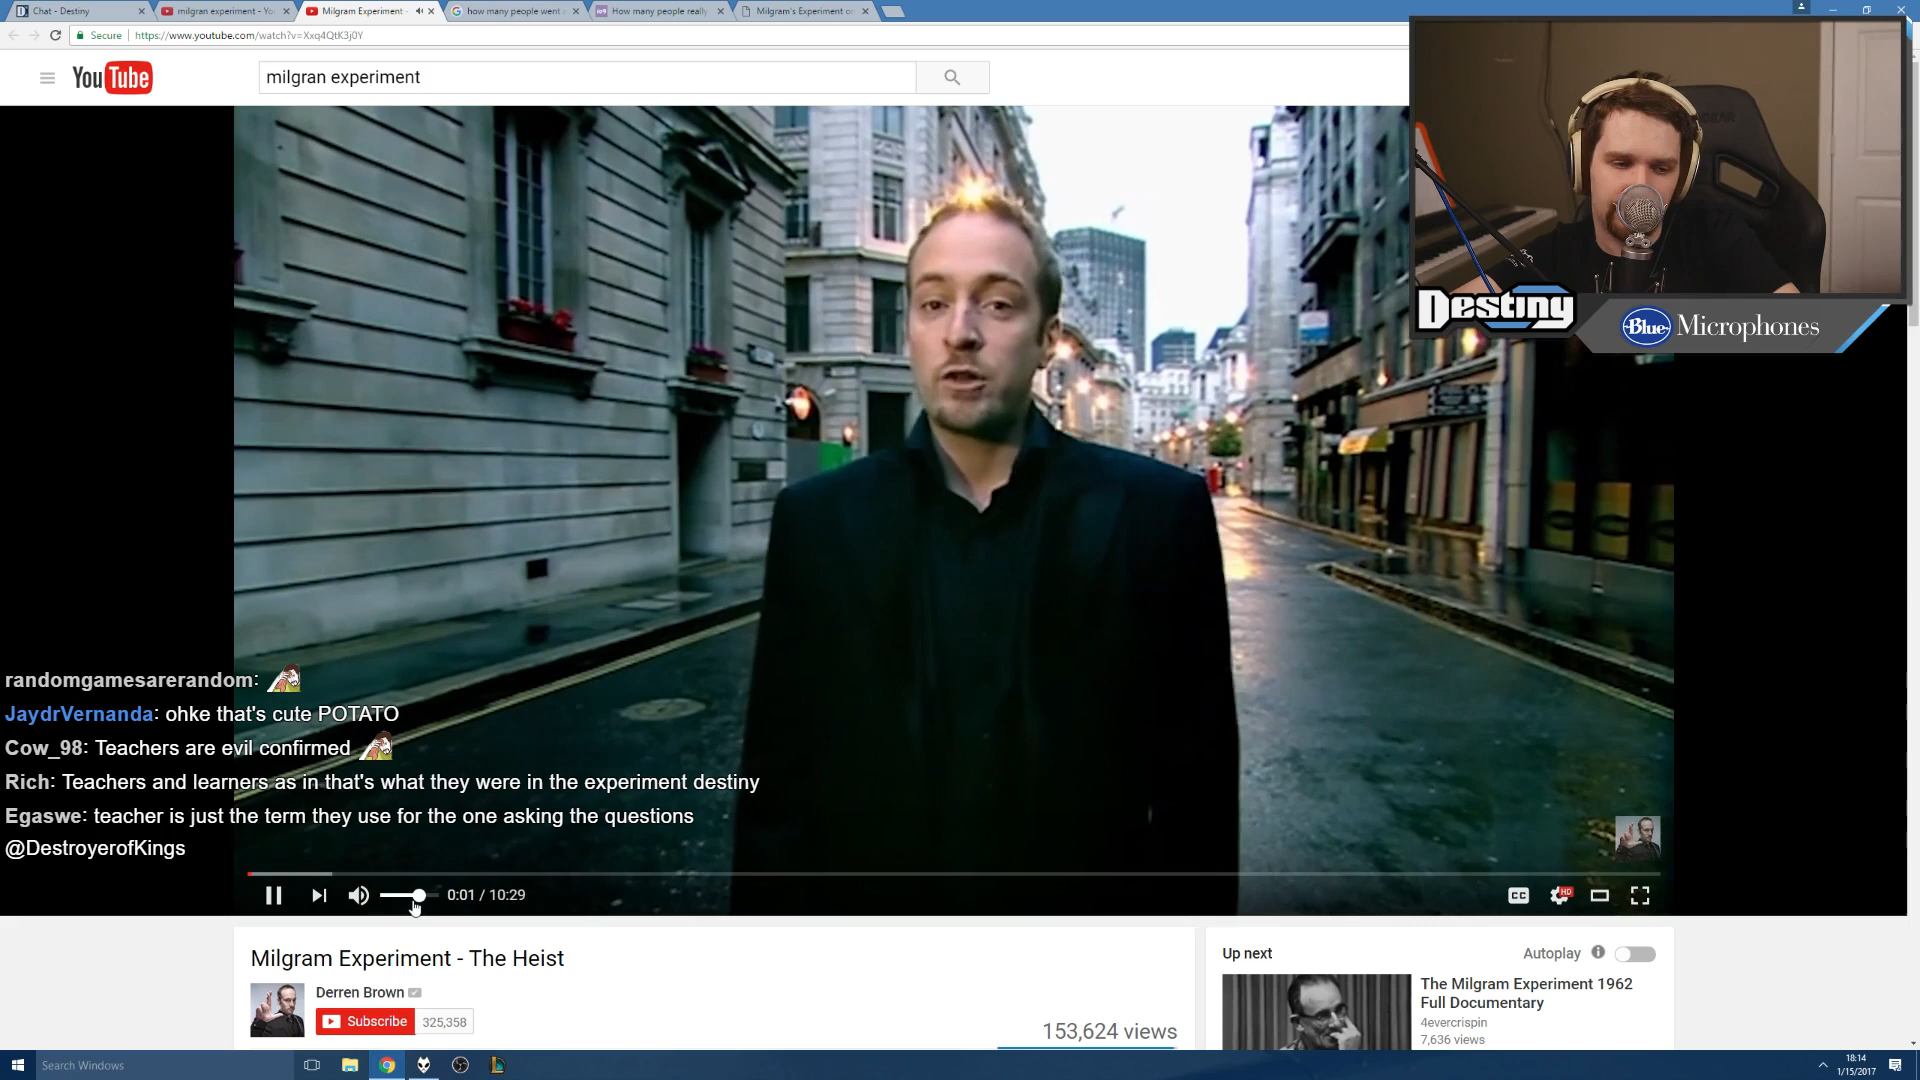 Chat - Destiny
milgran experiment - Yo
Milgram Experiment
how many people went
How many people really
Milgram's Experiment o
Secure
https://www.youtube.com/watch?v=Xxq4QtK3j0Y
YouTube
milgran experiment
Destiny
Blue Microphones
randomgamesarerandom:
JaydrVernanda: ohke that's cute POTATO
Cow_98: Teachers are evil confirmed
Rich: Teachers and learners as in that's what they were in the experiment destiny
Egaswe: teacher is just the term they use for the one asking the questions
@DestroyerofKings
0:01 / 10:29
CC
HD
Milgram Experiment - The Heist
Derren Brown
Subscribe
325,358
153,624 views
Up next
Autoplay
The Milgram Experiment 1962
Full Documentary
4evercrispin
7,636 views
Search Windows
18:14
1/15/2017